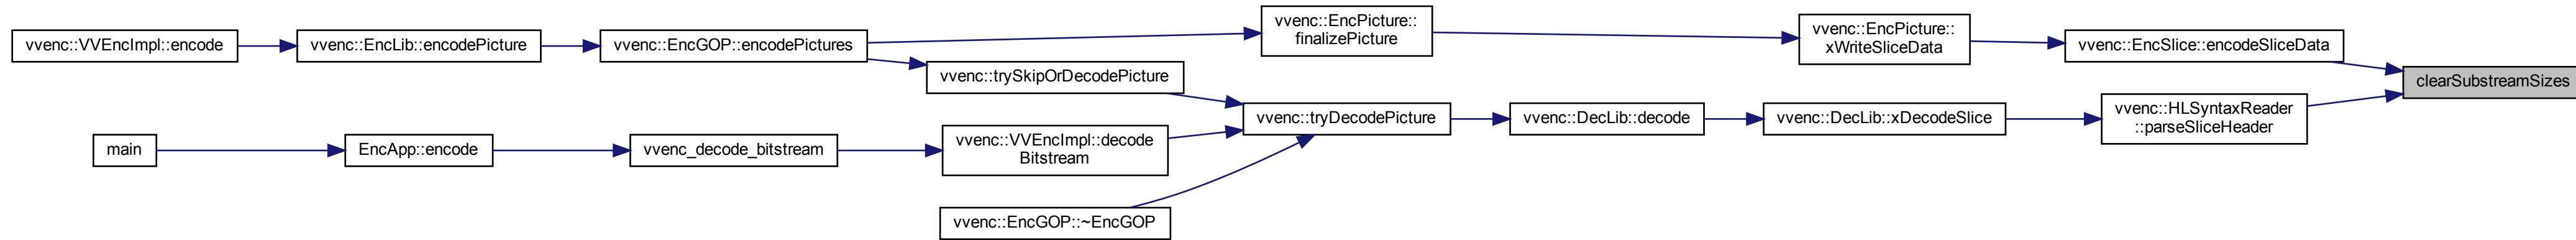 vvenc::VVEncImpl::encode
vvenc::EncLib::encodePicture
vvenc::EncGOP::encodePictures
vvenc::EncPicture::
finalizePicture
vvenc::EncPicture::
xWriteSliceData
vvenc::EncSlice::encodeSliceData
clearSubstreamSizes
vvenc::trySkipOrDecodePicture
vvenc::tryDecodePicture
vvenc::DecLib::decode
vvenc::DecLib::xDecodeSlice
vvenc::HLSyntaxReader
::parseSliceHeader
main
EncApp::encode
vvenc_decode_bitstream
vvenc::VVEncImpl::decode
Bitstream
vvenc::EncGOP::~EncGOP